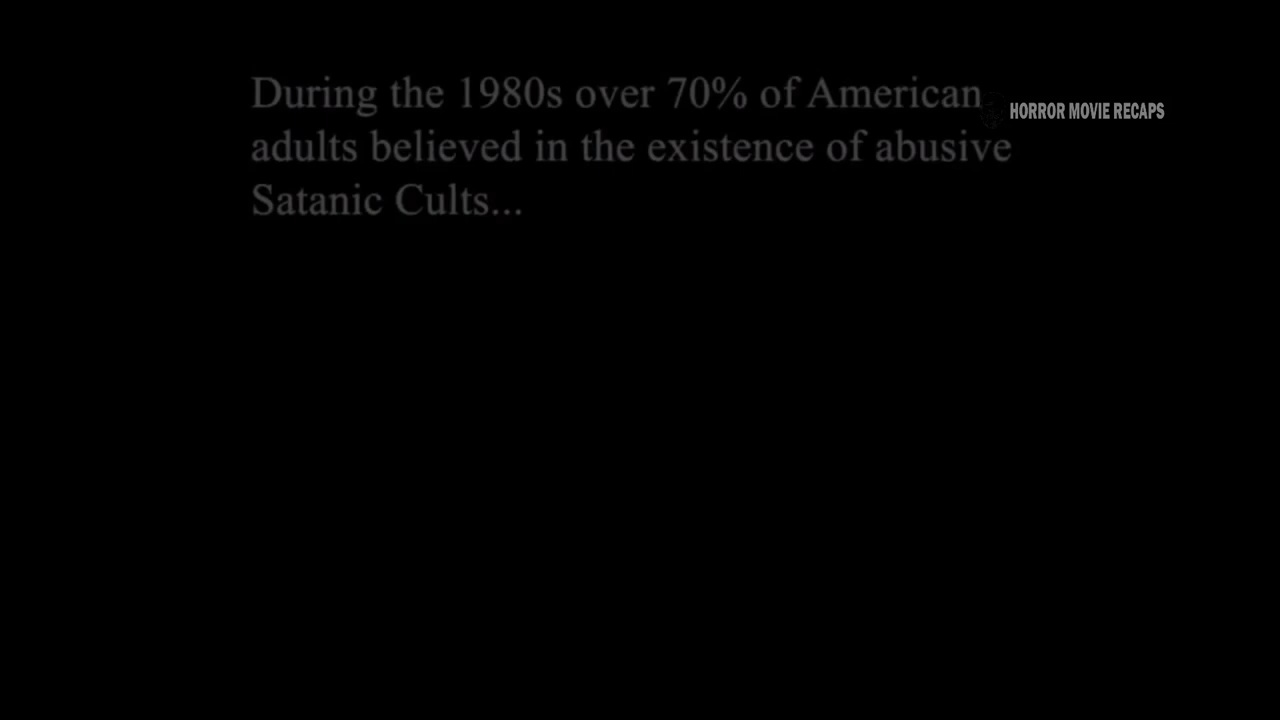 During the 1980s over 70% of American
HORROR MOVIE RECAPS
adults believed in the existence of abusive
Satanic Cults...